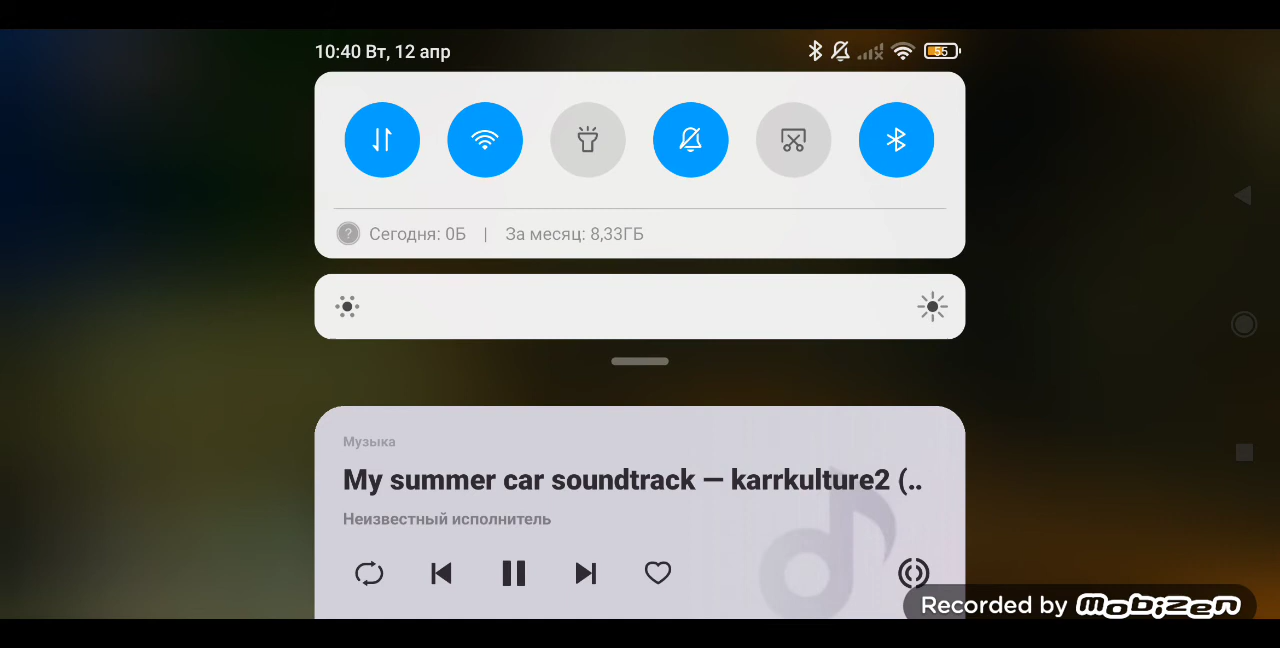 10:40 Вт, 12 апр
55
Сегодня: 0Б | За месяц: 8,33ГБ
Музыка
My summer car soundtrack — karrkulture2 (..
Неизвестный исполнитель
Recorded by mobizen